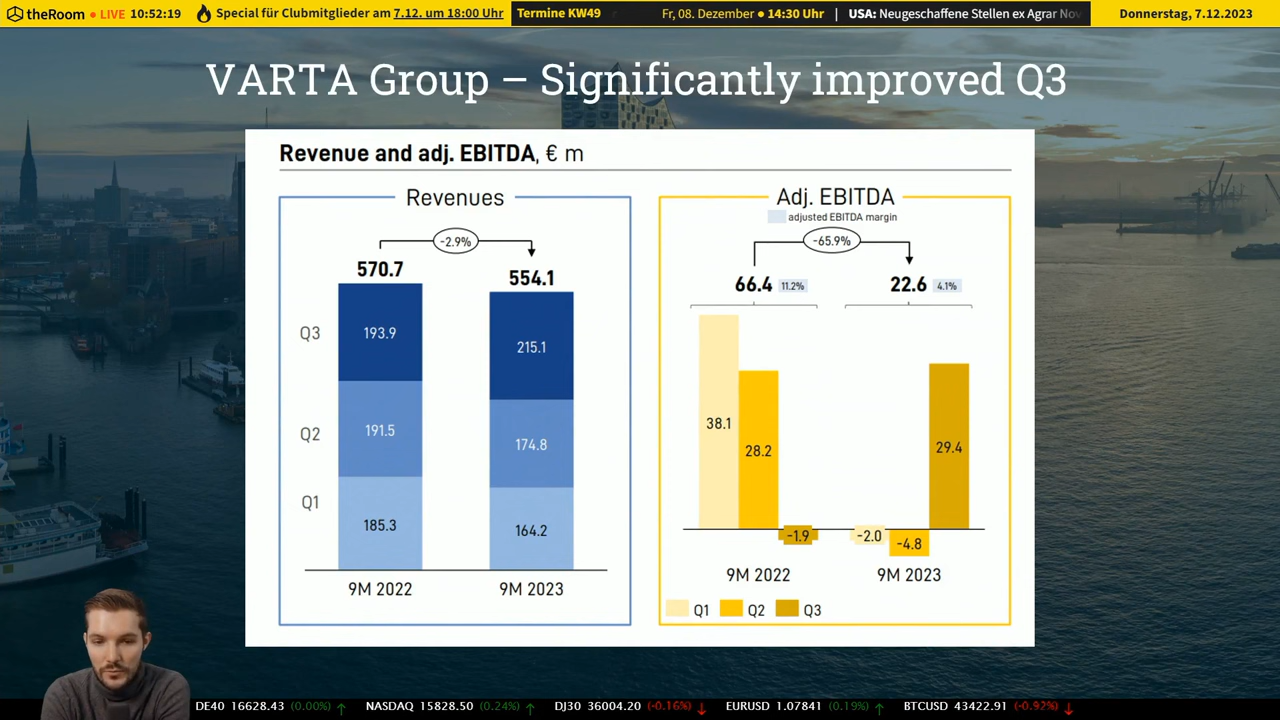 theRoom • LIVE 10:52:19
Special für Clubmitglieder am 7.12. um 18:00 Uhr
Termine KW49
Fr, 08. Dezember ● 14:30 Uhr | USA: Neugeschaffene Stellen ex Agrar Nov
Donnerstag, 7.12.2023
VARTA Group – Significantly improved Q3
Revenue and adj. EBITDA, € m
Revenues
-2.9%
570.7
554.1
Q3
193.9
215.1
Q2
191.5
174.8
Q1
185.3
164.2
9M 2022
9M 2023
Adj. EBITDA
adjusted EBITDA margin
-65.9%
66.4 11.2%
22.6 4.1%
38.1
28.2
-1.9
-2.0
-4.8
29.4
9M 2022
9M 2023
Q1 Q2 Q3
DE40 16628.43 (0.00%) ↑ NASDAQ 15828.50 (0.24%) ↑ DJ30 36004.20 (-0.16%) ↓ EURUSD 1.07841 (0.19%) ↑ BTCUSD 43422.91 (-0.92%) ↓